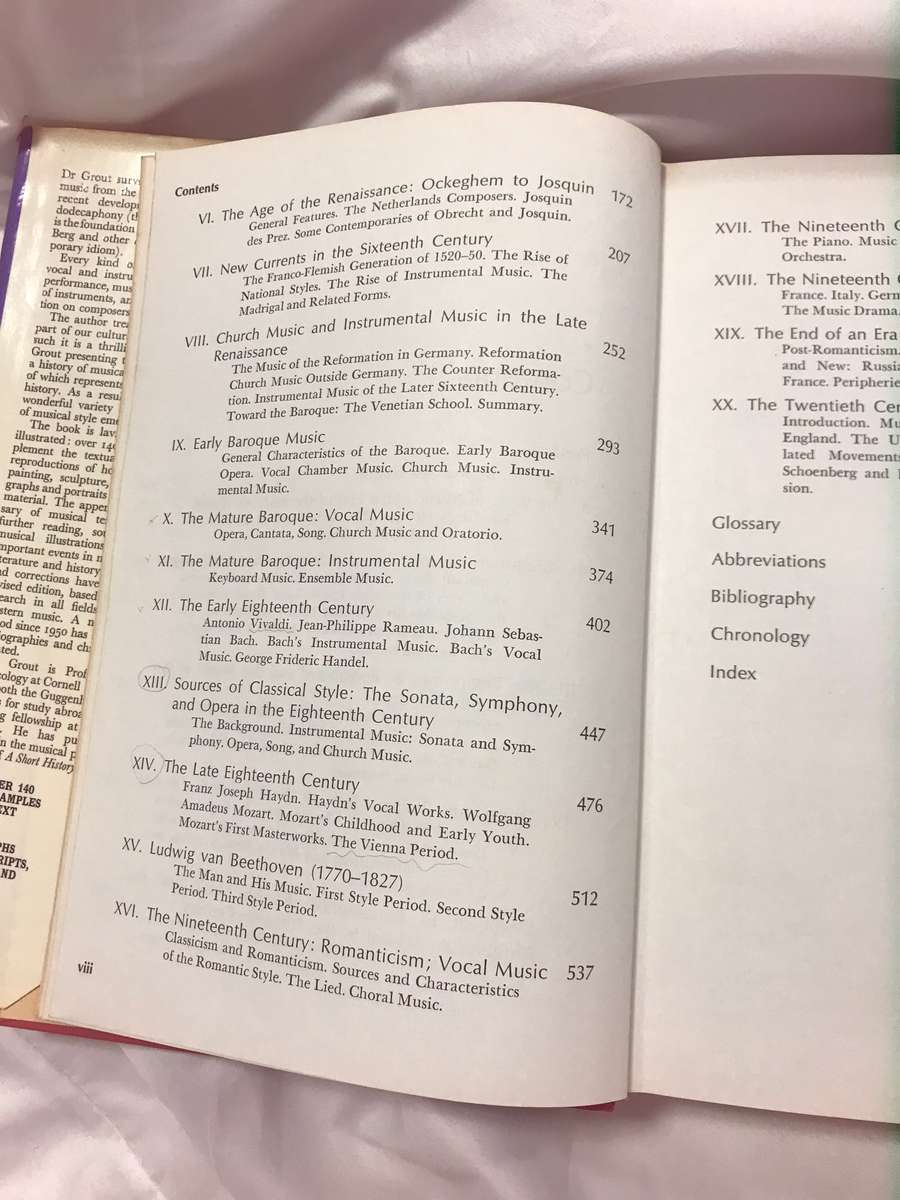 Dr Grout
music from the
recent
dodecaphony
is the foundation
Berg and other
porary idiom).
Every kind
vocal and
performance,
of instruments,
tion on composers
The author
part of our
such it is a
Grout presenting
a history of
of which represents
history. As a
wonderful variety
of musical style
The book is
illustrated: over
plement the
reproductions of
painting, sculpture,
graphs and portraits
material. The
sary of musical
further reading,
musical illustrations
important events in
terature and history
and corrections have
vised edition, based
earch in all fields
stern music. A
od since 1950 has
ographies and
ted.
Grout is
ology at Cornell
both the
s for study
g fellowship at
. He has
n the musical
f A Short History
ER 140
AMPLES
EXT
PHS
RIPTS,
ND
Contents
VI. The Age of the Renaissance: Ockeghem to Josquin 172
General Features. The Netherlands Composers. Josquin
des Prez. Some Contemporaries of Obrecht and Josquin.
VII. New Currents in the Sixteenth Century 207
The Franco-Flemish Generation of 1520–50. The Rise of
National Styles. The Rise of Instrumental Music. The
Madrigal and Related Forms.
VIII. Church Music and Instrumental Music in the Late
Renaissance 252
The Music of the Reformation in Germany. Reformation
Church Music Outside Germany. The Counter Reforma-
tion. Instrumental Music of the Later Sixteenth Century.
Toward the Baroque: The Venetian School. Summary.
IX. Early Baroque Music 293
General Characteristics of the Baroque. Early Baroque
Opera. Vocal Chamber Music. Church Music. Instru-
mental Music.
X. The Mature Baroque: Vocal Music 341
Opera, Cantata, Song. Church Music and Oratorio.
XI. The Mature Baroque: Instrumental Music 374
Keyboard Music. Ensemble Music.
XII. The Early Eighteenth Century 402
Antonio Vivaldi. Jean-Philippe Rameau. Johann Sebas-
tian Bach. Bach's Instrumental Music. Bach's Vocal
Music. George Frideric Handel.
XIII. Sources of Classical Style: The Sonata, Symphony,
and Opera in the Eighteenth Century 447
The Background. Instrumental Music: Sonata and Sym-
phony. Opera, Song, and Church Music.
XIV. The Late Eighteenth Century 476
Franz Joseph Haydn. Haydn's Vocal Works. Wolfgang
Amadeus Mozart. Mozart's Childhood and Early Youth.
Mozart's First Masterworks. The Vienna Period.
XV. Ludwig van Beethoven (1770–1827) 512
The Man and His Music. First Style Period. Second Style
Period. Third Style Period.
XVI. The Nineteenth Century: Romanticism; Vocal Music 537
Classicism and Romanticism. Sources and Characteristics
of the Romantic Style. The Lied. Choral Music.
viii
XVII. The Nineteenth
The Piano. Music
Orchestra.
XVIII. The Nineteenth
France. Italy.
The Music Drama.
XIX. The End of an Era
Post-Romanticism.
and New:
France.
XX. The Twentieth
Introduction.
England. The
lated Movements
Schoenberg and
sion.
Glossary
Abbreviations
Bibliography
Chronology
Index